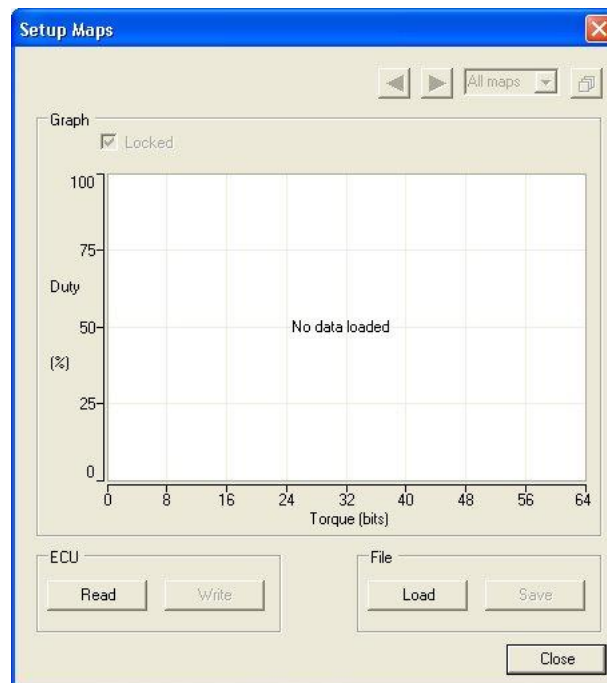 Setup Maps
All maps
Graph
Locked
100
75
Duty
50
No data loaded
(%)
25
0
0 8 16 24 32 40 48 56 64
Torque (bits)
ECU
File
Read Write
Load Save
Close